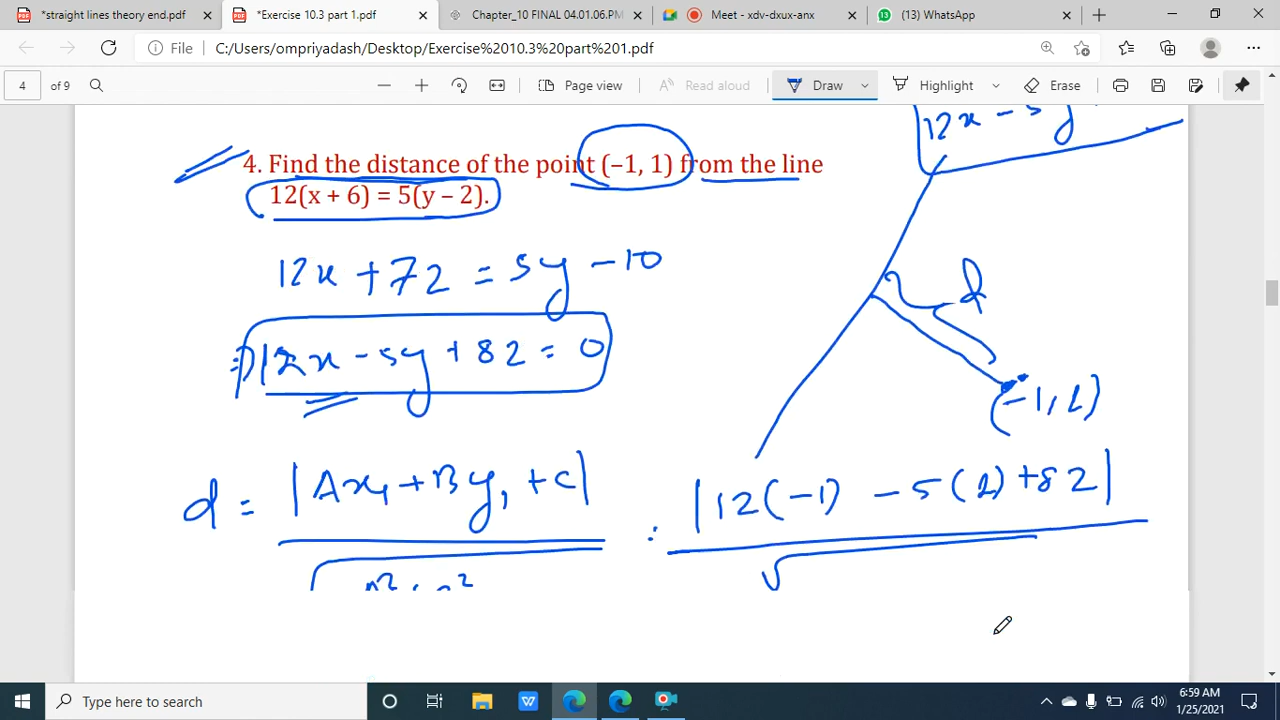 *straight lines theory end.pdf
*Exercise 10.3 part 1.pdf
Chapter_10 FINAL 04.01.06.PM
Meet - xdv-dxux-anx
(13) WhatsApp
File
C:/Users/ompriyadash/Desktop/Exercise%2010.3%20part%201.pdf
4 of 9
Page view
Read aloud
Draw
Highlight
Erase
12x - 5y
4. Find the distance of the point (–1, 1) from the line
12(x + 6) = 5(y – 2).
12x + 72 = 5y - 10
⇒ 12x - 5y + 82 = 0
d
(-1, 1)
d = |Ax₁ + By₁ + C| = |12(-1) - 5(1) + 82|
√
Type here to search
6:59 AM
1/25/2021